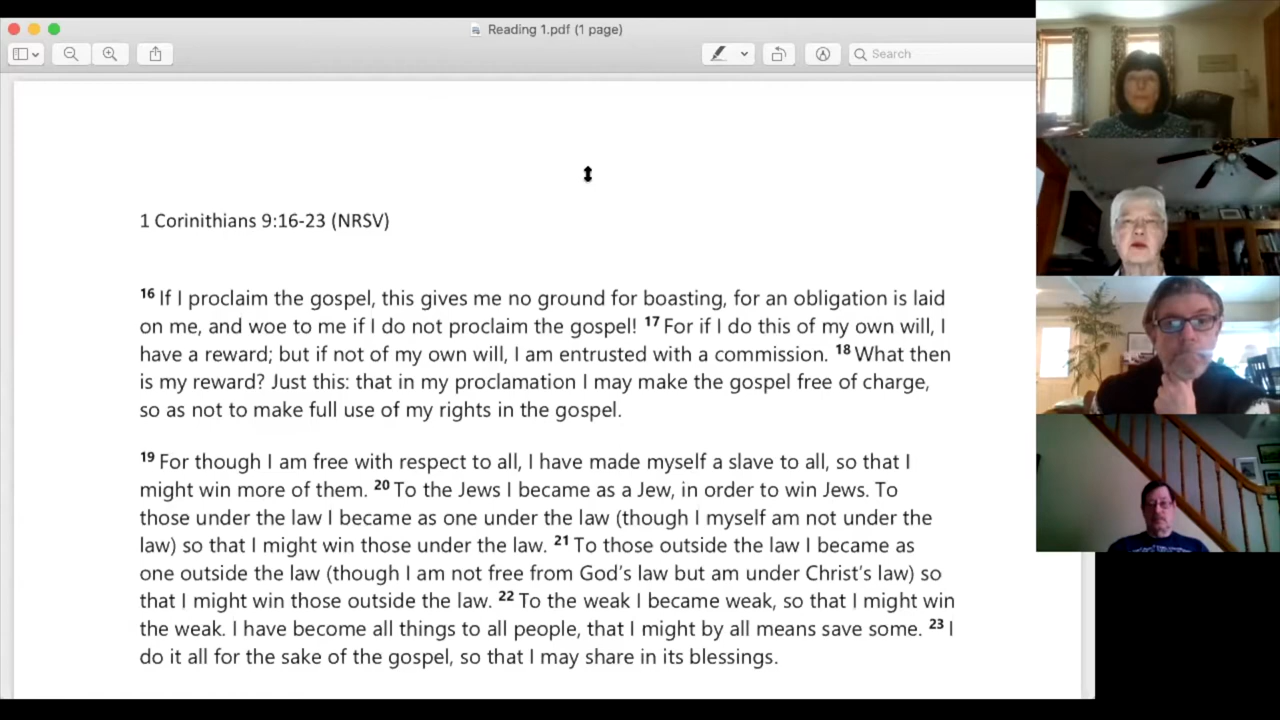 Reading 1.pdf (1 page)
Search
1 Corinithians 9:16-23 (NRSV)
16 If I proclaim the gospel, this gives me no ground for boasting, for an obligation is laid
on me, and woe to me if I do not proclaim the gospel! 17 For if I do this of my own will, I
have a reward; but if not of my own will, I am entrusted with a commission. 18 What then
is my reward? Just this: that in my proclamation I may make the gospel free of charge,
so as not to make full use of my rights in the gospel.
19 For though I am free with respect to all, I have made myself a slave to all, so that I
might win more of them. 20 To the Jews I became as a Jew, in order to win Jews. To
those under the law I became as one under the law (though I myself am not under the
law) so that I might win those under the law. 21 To those outside the law I became as
one outside the law (though I am not free from God's law but am under Christ's law) so
that I might win those outside the law. 22 To the weak I became weak, so that I might win
the weak. I have become all things to all people, that I might by all means save some. 23 I
do it all for the sake of the gospel, so that I may share in its blessings.